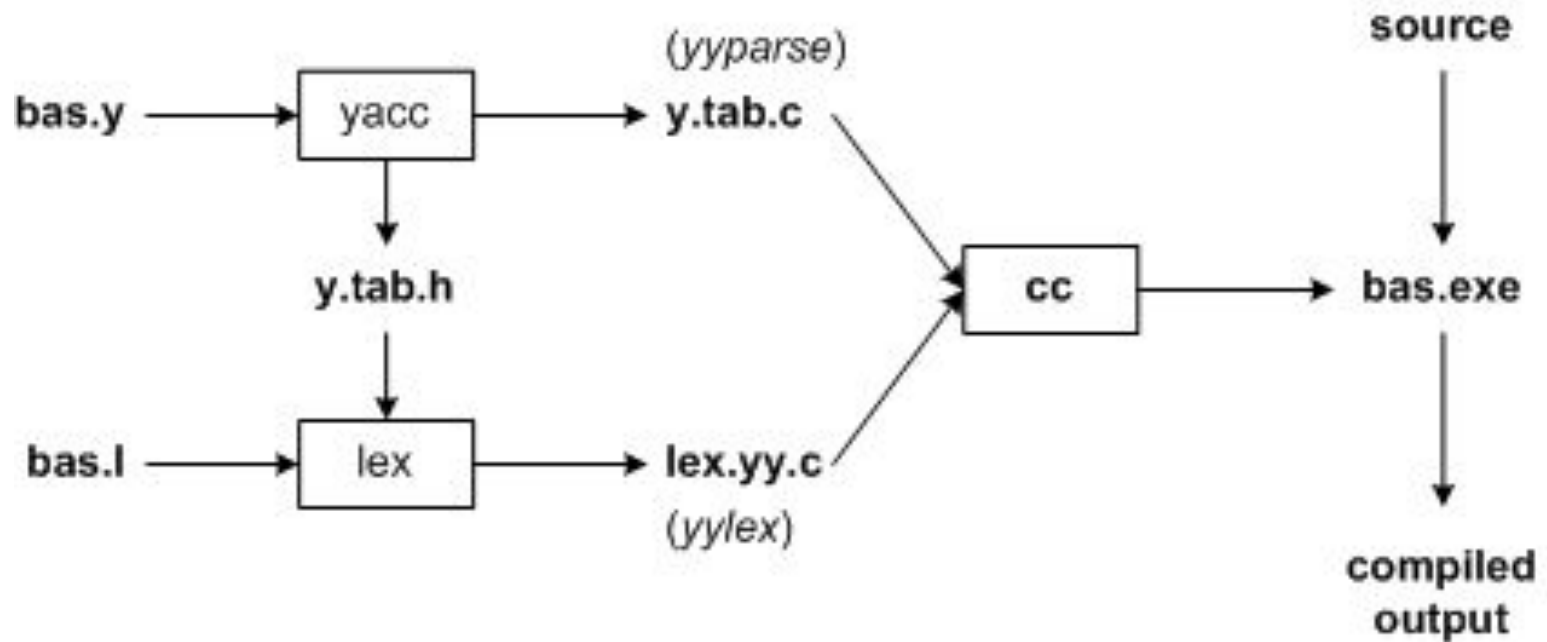 source
(yyparse)
bas.y
yacc
y.tab.c
y.tab.h
cc
bas.exe
bas.l
lex
lex.yy.c
(yylex)
compiled
output